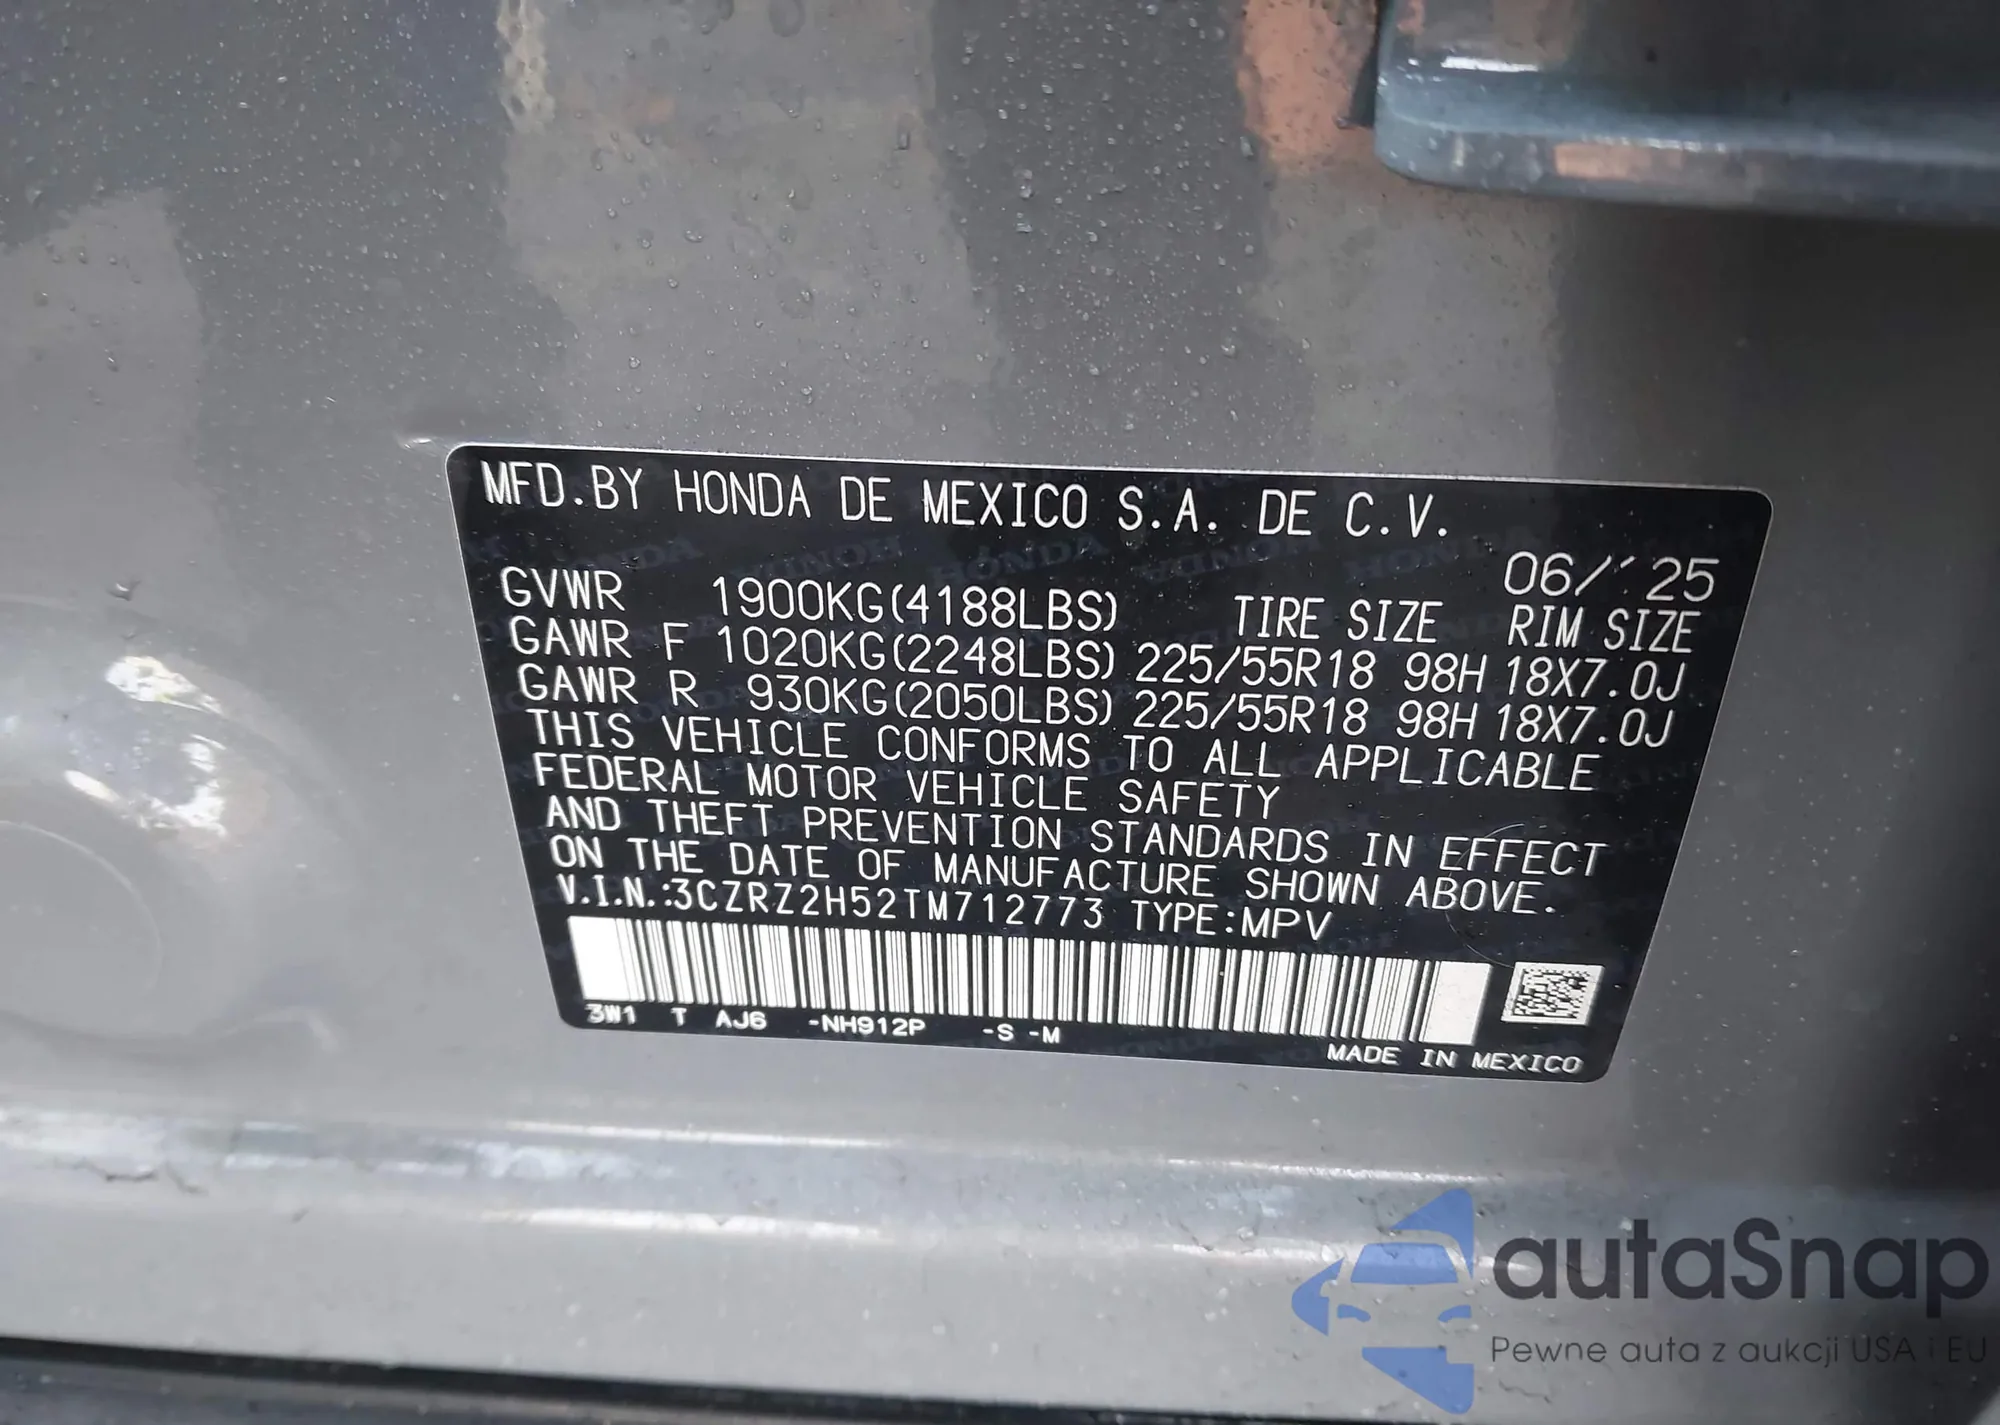 MFD.BY HONDA DE MEXICO S.A. DE C.V.
06/'25
GVWR 1900KG(4188LBS) TIRE SIZE RIM SIZE
GAWR F 1020KG(2248LBS) 225/55R18 98H 18X7.0J
GAWR R 930KG(2050LBS) 225/55R18 98H 18X7.0J
THIS VEHICLE CONFORMS TO ALL APPLICABLE
FEDERAL MOTOR VEHICLE SAFETY
AND THEFT PREVENTION STANDARDS IN EFFECT
ON THE DATE OF MANUFACTURE SHOWN ABOVE.
V.I.N.:3CZRZ2H52TM712773 TYPE:MPV
3W1 T AJ6 -NH912P -S -M
MADE IN MEXICO
autaSnap
Pewne auta z aukcji USA i EU